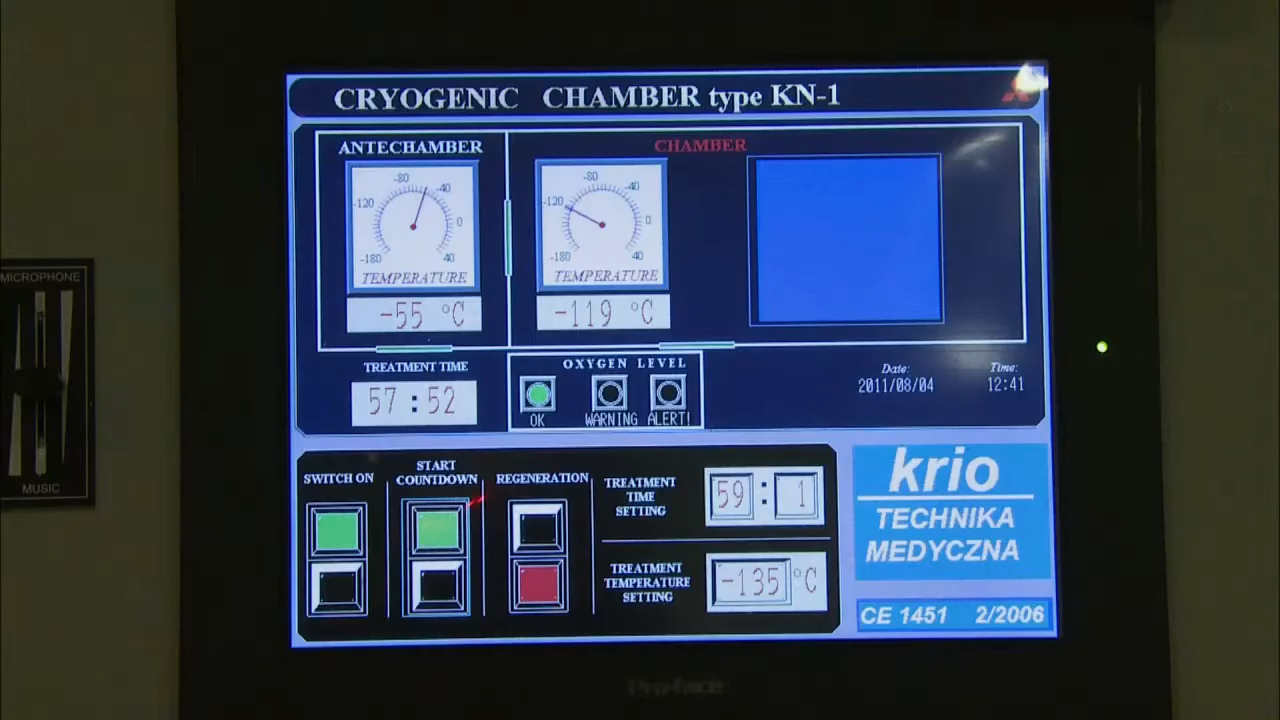 CRYOGENIC CHAMBER type KN-1
ANTECHAMBER
CHAMBER
-80
-40
-120
0
-180
40
TEMPERATURE
-55 °C
-80
-40
-120
0
-180
40
TEMPERATURE
-119 °C
TREATMENT TIME
57 : 52
OXYGEN LEVEL
OK WARNING ALERT!
Date: Time:
2011/08/04 12:41
MICROPHONE
MUSIC
SWITCH ON
START
COUNTDOWN
REGENERATION
TREATMENT
TIME
SETTING
59 : 1
TREATMENT
TEMPERATURE
SETTING
-135 °C
krio
TECHNIKA
MEDYCZNA
CE 1451 2/2006
Pro-face